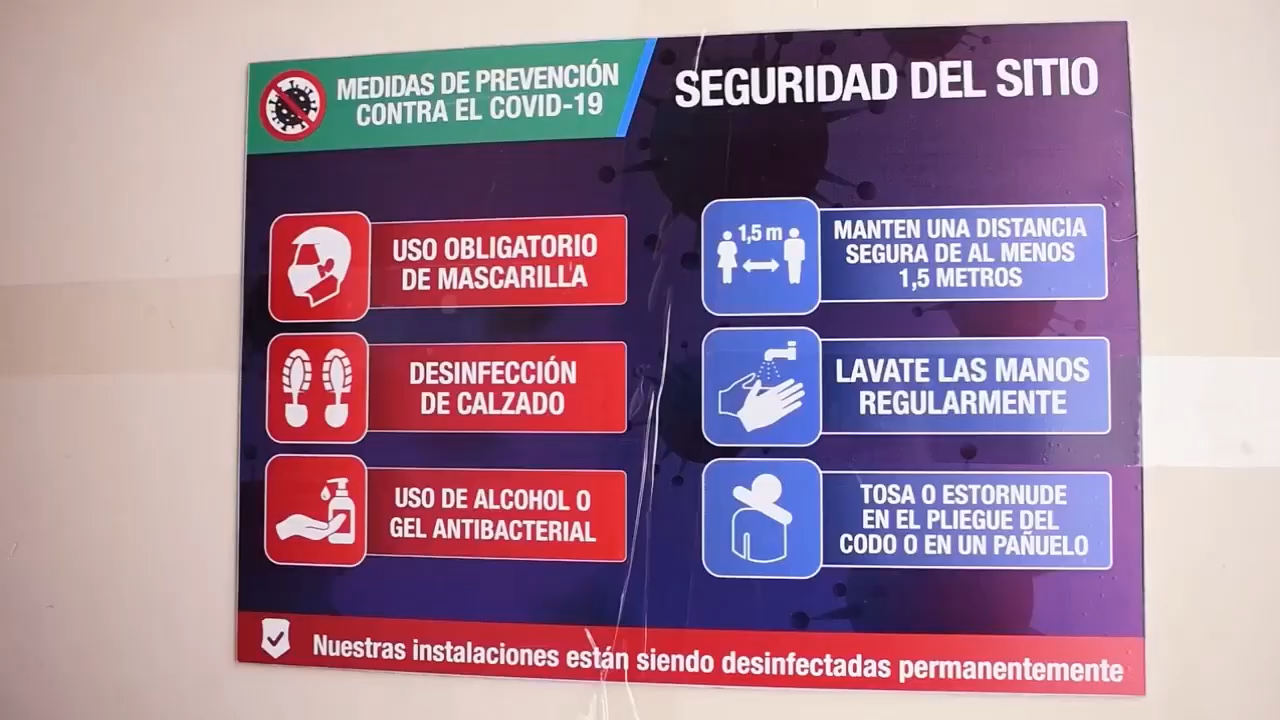 MEDIDAS DE PREVENCIÓN
CONTRA EL COVID-19
SEGURIDAD DEL SITIO
USO OBLIGATORIO
DE MASCARILLA
DESINFECCIÓN
DE CALZADO
USO DE ALCOHOL O
GEL ANTIBACTERIAL
1,5 m
MANTEN UNA DISTANCIA
SEGURA DE AL MENOS
1,5 METROS
LAVATE LAS MANOS
REGULARMENTE
TOSA O ESTORNUDE
EN EL PLIEGUE DEL
CODO O EN UN PAÑUELO
Nuestras instalaciones están siendo desinfectadas permanentemente